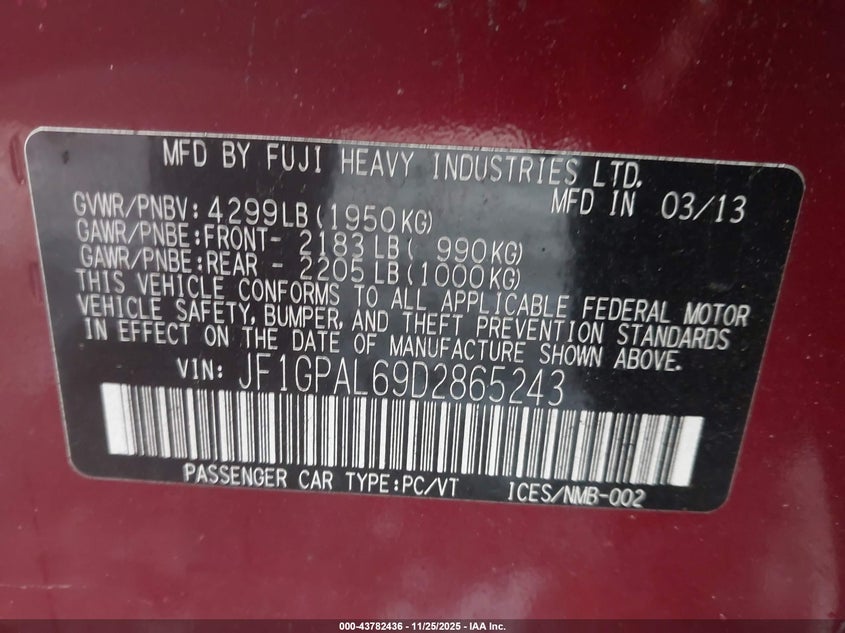 MFD BY FUJI HEAVY INDUSTRIES LTD.
MFD IN 03/13
GVWR/PNBV: 4299LB(1950KG)
GAWR/PNBE:FRONT- 2183LB( 990KG)
GAWR/PNBE:REAR - 2205LB(1000KG)
THIS VEHICLE CONFORMS TO ALL APPLICABLE FEDERAL MOTOR
VEHICLE SAFETY, BUMPER, AND THEFT PREVENTION STANDARDS
IN EFFECT ON THE DATE OF MANUFACTURE SHOWN ABOVE.
VIN: JF1GPAL69D2865243
PASSENGER CAR TYPE:PC/VT ICES/NMB-002
000-43782436 - 11/25/2025 - IAA Inc.